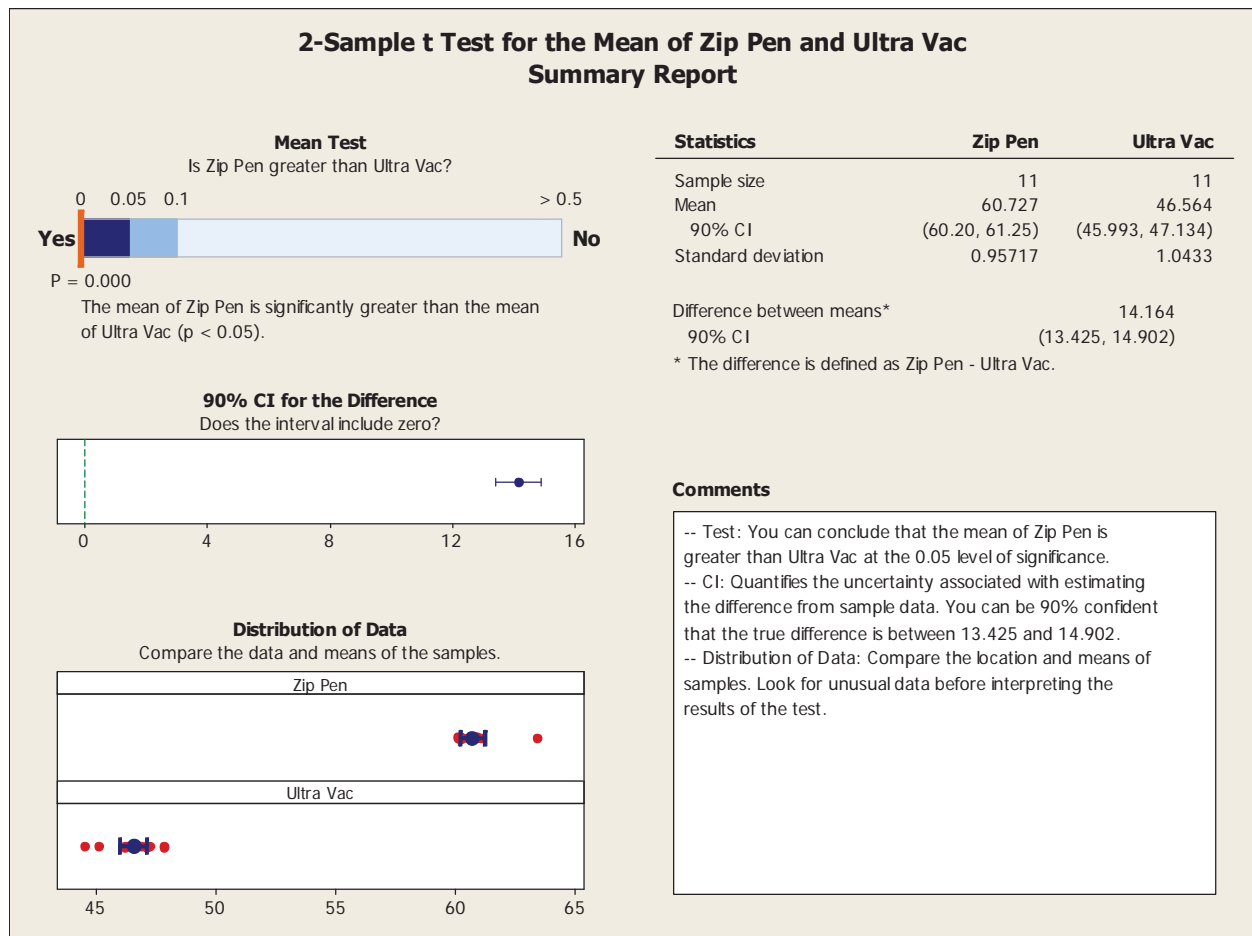 2-Sample t Test for the Mean of Zip Pen and Ultra Vac
Summary Report
Mean Test
Is Zip Pen greater than Ultra Vac?
0 0.05 0.1 > 0.5
Yes No
P = 0.000
The mean of Zip Pen is significantly greater than the mean
of Ultra Vac (p < 0.05).
90% CI for the Difference
Does the interval include zero?
0 4 8 12 16
Distribution of Data
Compare the data and means of the samples.
Zip Pen
Ultra Vac
45 50 55 60 65
Statistics Zip Pen Ultra Vac
Sample size 11 11
Mean 60.727 46.564
90% CI (60.20, 61.25) (45.993, 47.134)
Standard deviation 0.95717 1.0433
Difference between means* 14.164
90% CI (13.425, 14.902)
* The difference is defined as Zip Pen - Ultra Vac.
Comments
-- Test: You can conclude that the mean of Zip Pen is
greater than Ultra Vac at the 0.05 level of significance.
-- CI: Quantifies the uncertainty associated with estimating
the difference from sample data. You can be 90% confident
that the true difference is between 13.425 and 14.902.
-- Distribution of Data: Compare the location and means of
samples. Look for unusual data before interpreting the
results of the test.